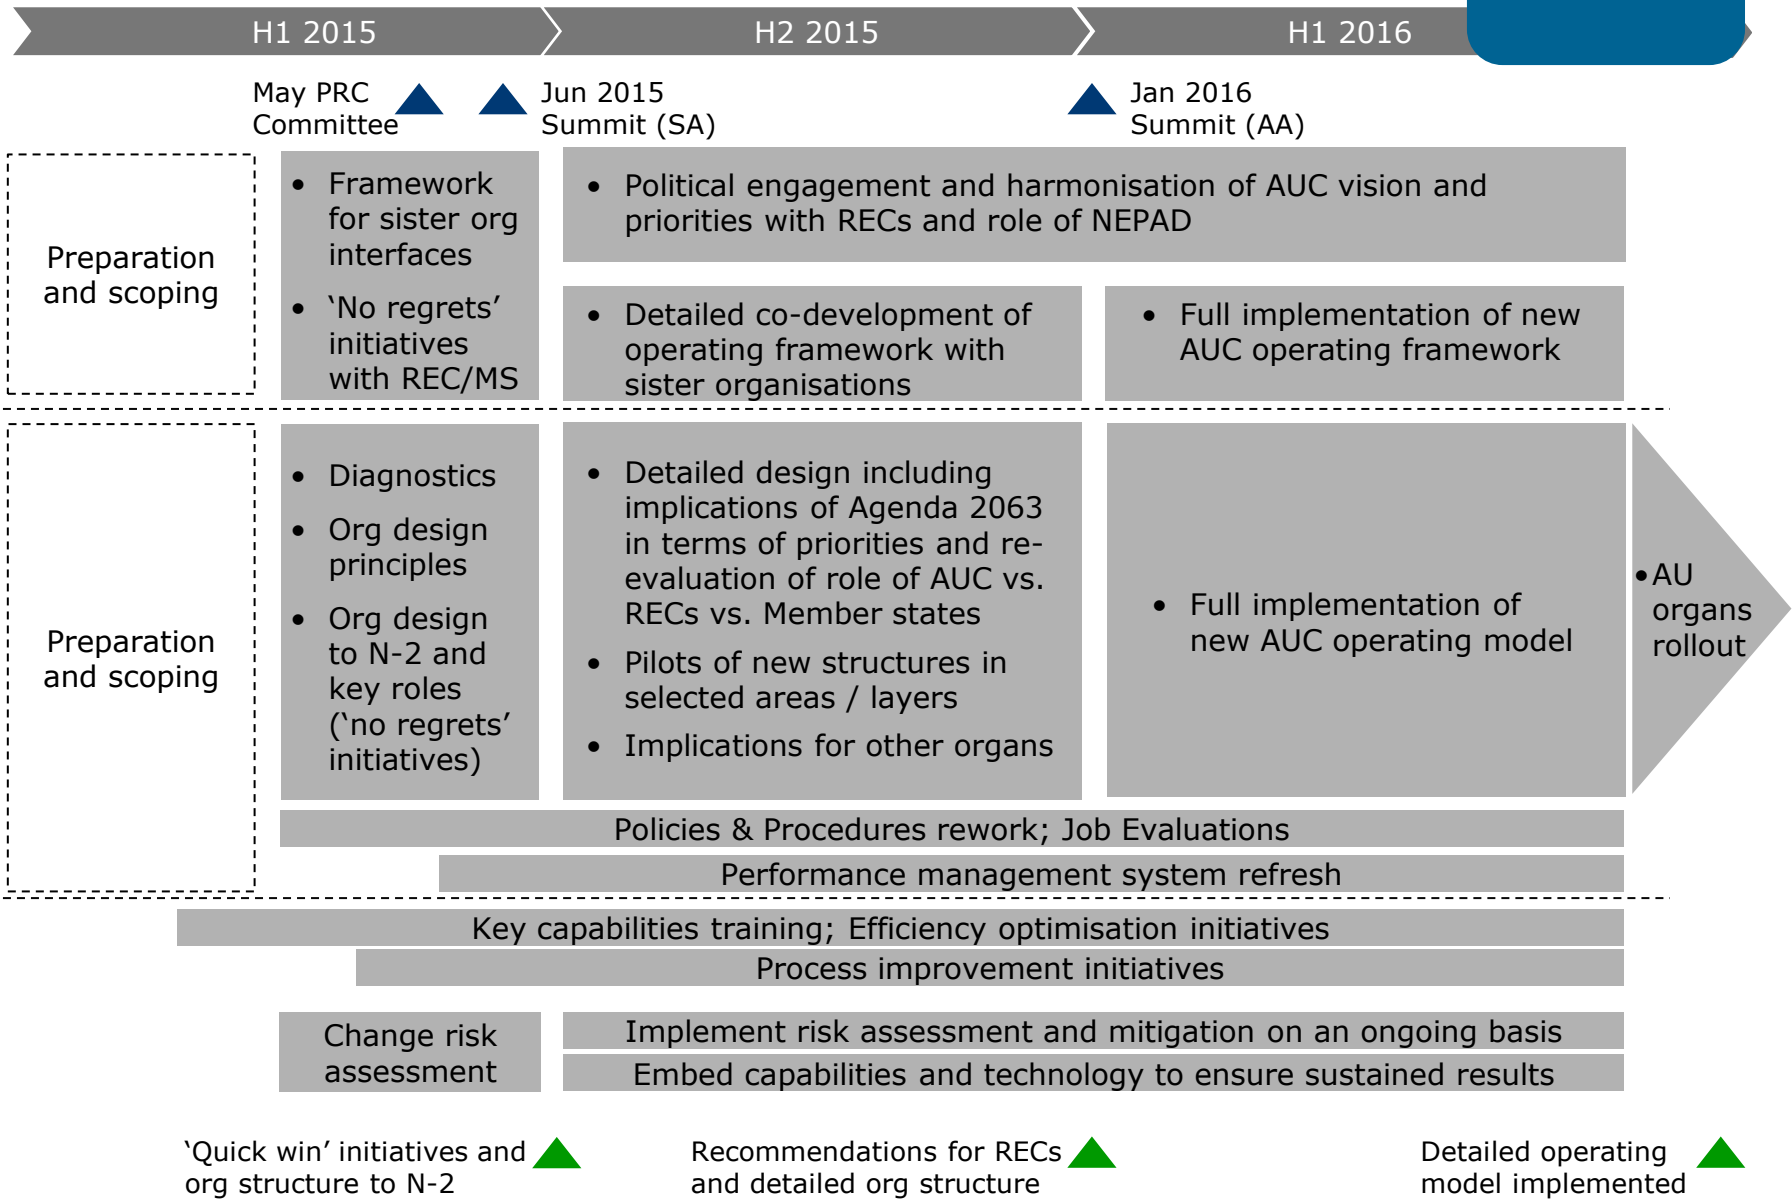 H1 2015
H2 2015
H1 2016
May PRC
Committee
Jun 2015
Summit (SA)
Jan 2016
Summit (AA)
Preparation
and scoping
• Framework
for sister org
interfaces
• ‘No regrets’
initiatives
with REC/MS
• Political engagement and harmonisation of AUC vision and
priorities with RECs and role of NEPAD
• Detailed co-development of
operating framework with
sister organisations
• Full implementation of new
AUC operating framework
Preparation
and scoping
• Diagnostics
• Org design
principles
• Org design
to N-2 and
key roles
(‘no regrets’
initiatives)
• Detailed design including
implications of Agenda 2063
in terms of priorities and re-
evaluation of role of AUC vs.
RECs vs. Member states
• Pilots of new structures in
selected areas / layers
• Implications for other organs
• Full implementation of
new AUC operating model
• AU
organs
rollout
Policies & Procedures rework; Job Evaluations
Performance management system refresh
Key capabilities training; Efficiency optimisation initiatives
Process improvement initiatives
Change risk
assessment
Implement risk assessment and mitigation on an ongoing basis
Embed capabilities and technology to ensure sustained results
‘Quick win’ initiatives and
org structure to N-2
Recommendations for RECs
and detailed org structure
Detailed operating
model implemented